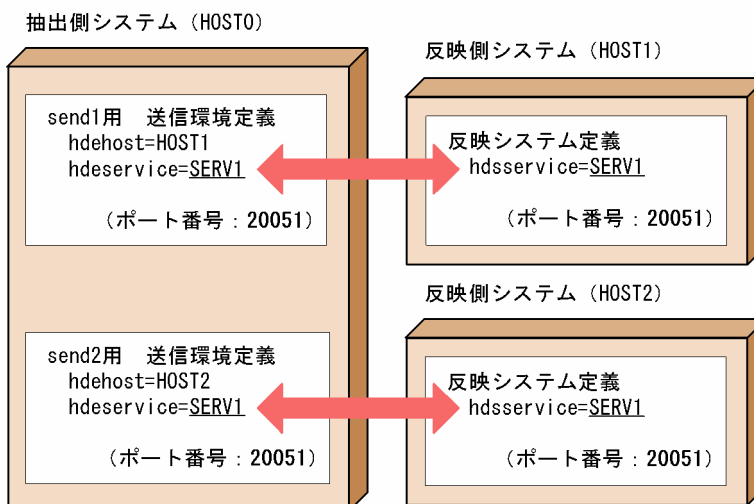 抽出側システム（HOST0）
send1用　送信環境定義
hdehost=HOST1
hdeservice=SERV1
（ポート番号：20051）
send2用　送信環境定義
hdehost=HOST2
hdeservice=SERV1
（ポート番号：20051）
反映側システム（HOST1）
反映システム定義
hdsservice=SERV1
（ポート番号：20051）
反映側システム（HOST2）
反映システム定義
hdsservice=SERV1
（ポート番号：20051）